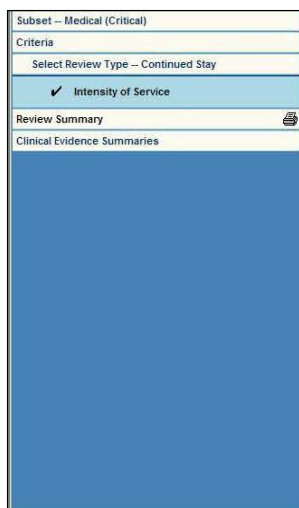 Subset -- Medical (Critical)
Criteria
Select Review Type -- Continued Stay
✔ Intensity of Service
Review Summary
Clinical Evidence Summaries